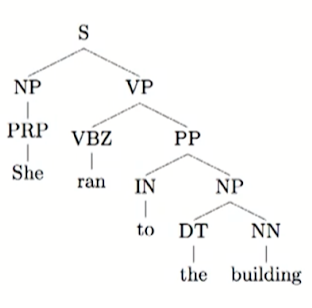 S
NP VP
PRP VBZ PP
She ran IN NP
to DT NN
the building